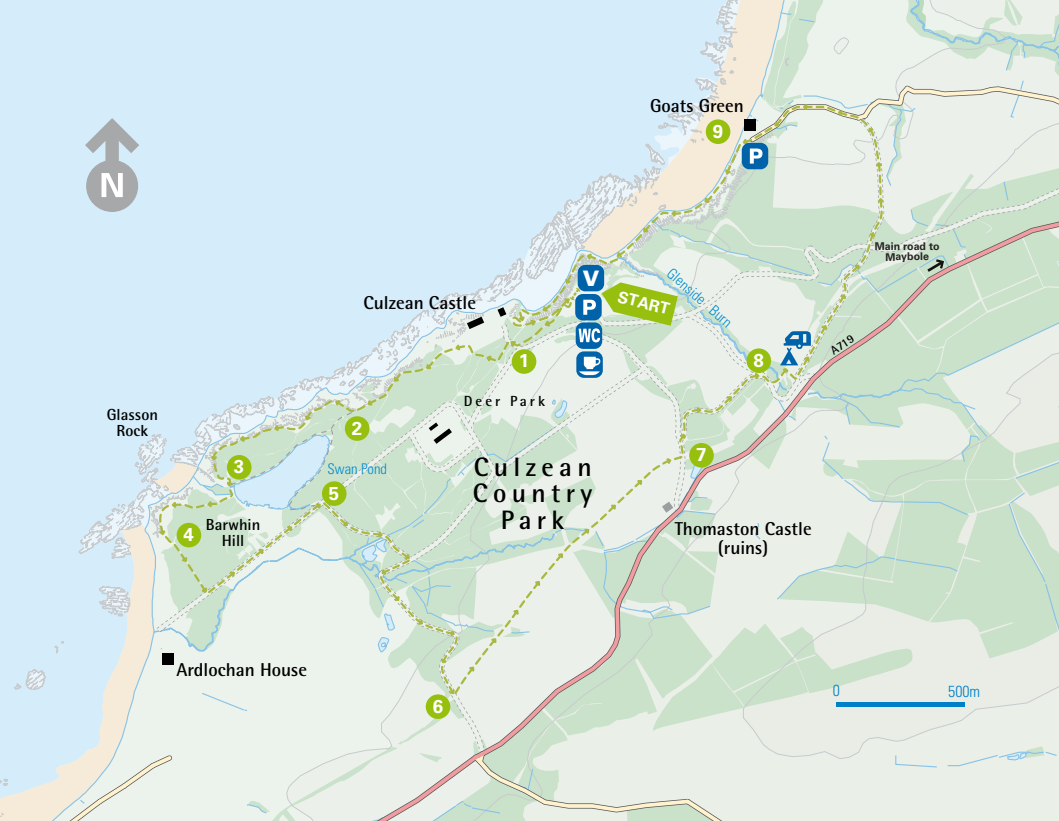 Goats Green
9
P
N
Main road to
Maybole
Glenside Burn
V
START
P
Culzean Castle
WC
A719
1
8
Deer Park
Glasson
Rock
2
3
Swan Pond
Culzean
Country
Park
7
5
4
Barwhin
Hill
Thomaston Castle
(ruins)
Ardlochan House
6
0
500m